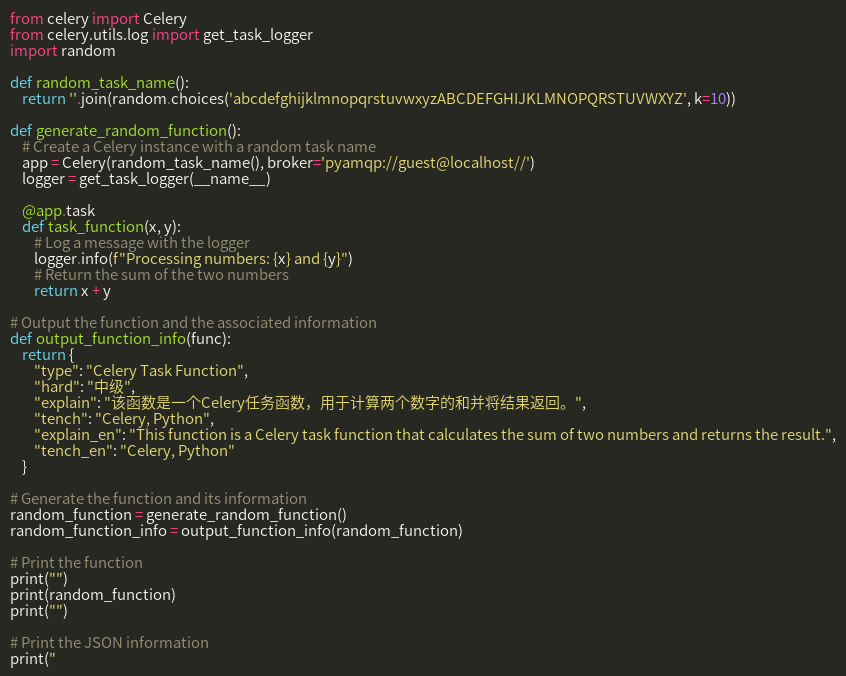 from celery import Celery
from celery.utils.log import get_task_logger
import random

def random_task_name():
    return ''.join(random.choices('abcdefghijklmnopqrstuvwxyzABCDEFGHIJKLMNOPQRSTUVWXYZ', k=10))

def generate_random_function():
    # Create a Celery instance with a random task name
    app = Celery(random_task_name(), broker='pyamqp://guest@localhost//')
    logger = get_task_logger(__name__)

    @app.task
    def task_function(x, y):
        # Log a message with the logger
        logger.info(f"Processing numbers: {x} and {y}")
        # Return the sum of the two numbers
        return x + y

# Output the function and the associated information
def output_function_info(func):
    return {
        "type": "Celery Task Function",
        "hard": "中级",
        "explain": "该函数是一个Celery任务函数，用于计算两个数字的和并将结果返回。",
        "tench": "Celery, Python",
        "explain_en": "This function is a Celery task function that calculates the sum of two numbers and returns the result.",
        "tench_en": "Celery, Python"
    }

# Generate the function and its information
random_function = generate_random_function()
random_function_info = output_function_info(random_function)

# Print the function
print("")
print(random_function)
print("")

# Print the JSON information
print("